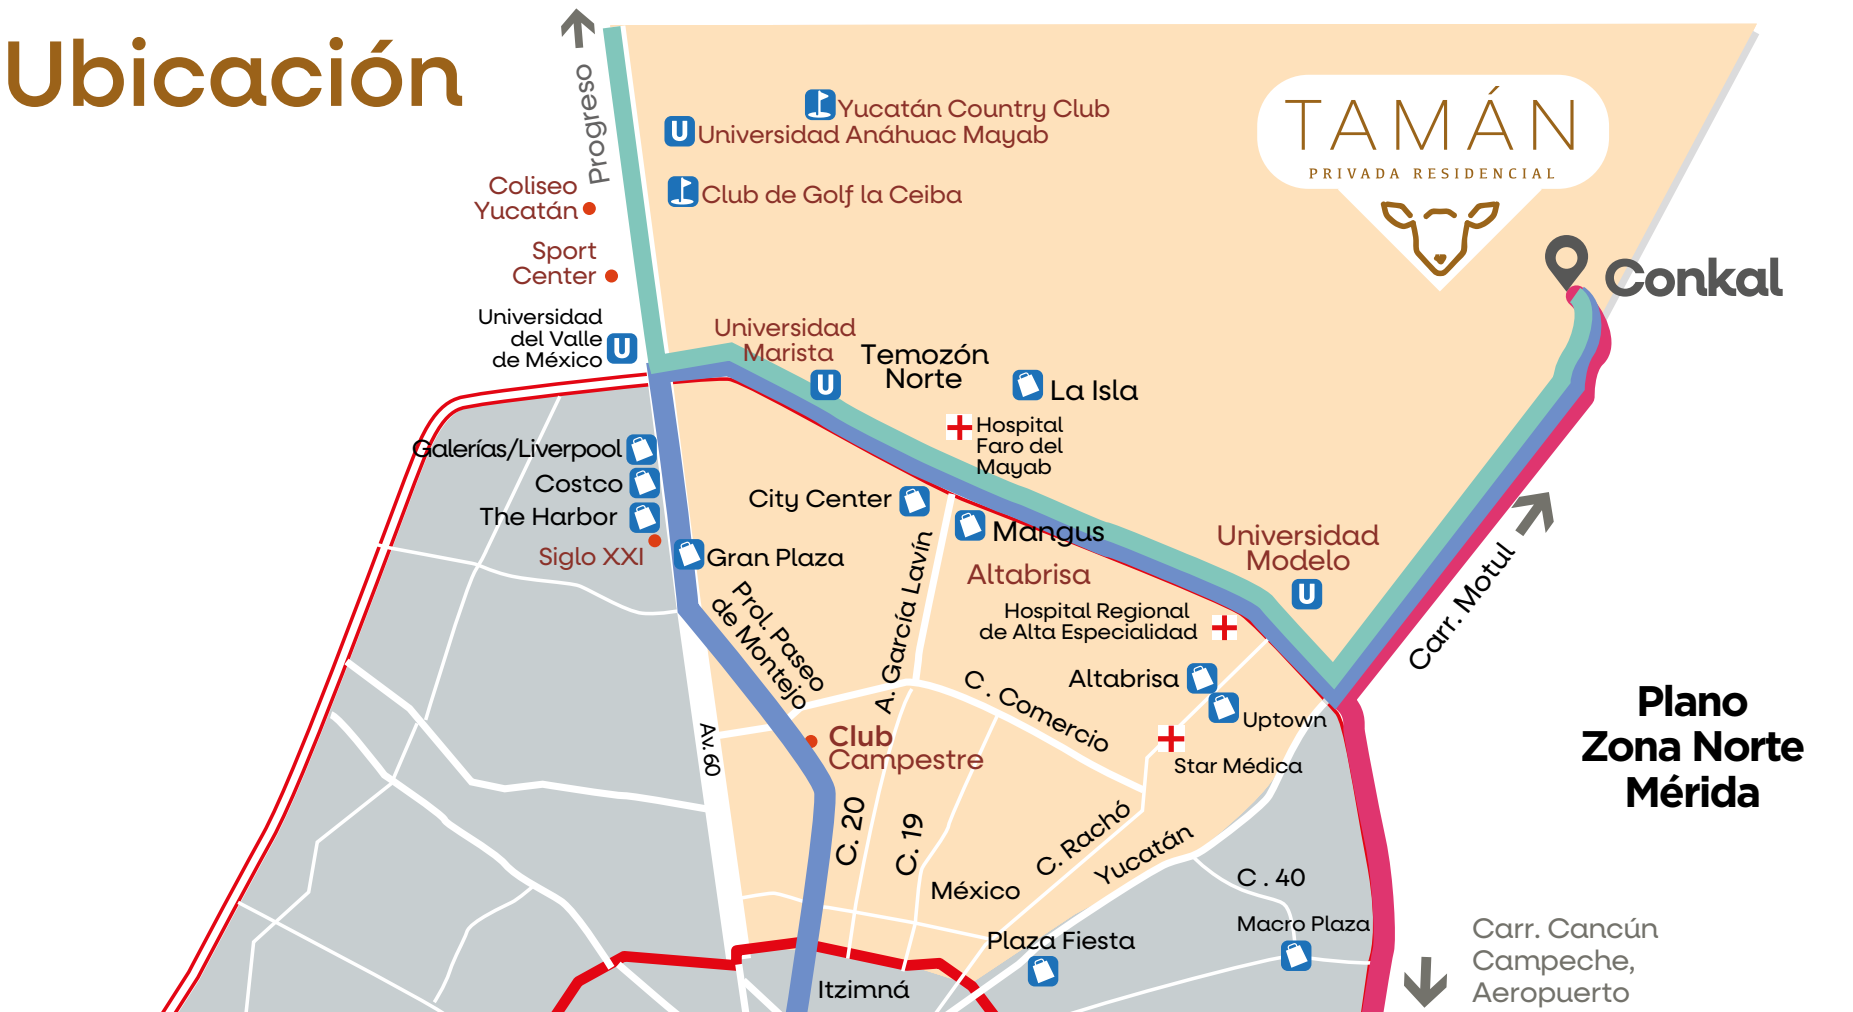 Ubicación
Progreso
Yucatán Country Club
Universidad Anáhuac Mayab
Club de Golf la Ceiba
TAMÁN
PRIVADA RESIDENCIAL
Coliseo
Yucatán
Sport
Center
Conkal
Universidad
del Valle
de México
Universidad
Marista
Temozón
Norte
La Isla
Hospital
Faro del
Mayab
Galerías/Liverpool
Costco
The Harbor
Siglo XXI
Gran Plaza
City Center
Mangus
Altabrisa
Universidad
Modelo
Hospital Regional
de Alta Especialidad
Carr. Motul
Prol. Paseo
de Montejo
A. García Lavín
C. Comercio
Altabrisa
Uptown
Star Médica
Plano
Zona Norte
Mérida
Av. 60
Club
Campestre
C. 20
C. 19
C. Rachó
Yucatán
México
C . 40
Macro Plaza
Plaza Fiesta
Itzimná
Carr. Cancún
Campeche,
Aeropuerto
U
U
U
U